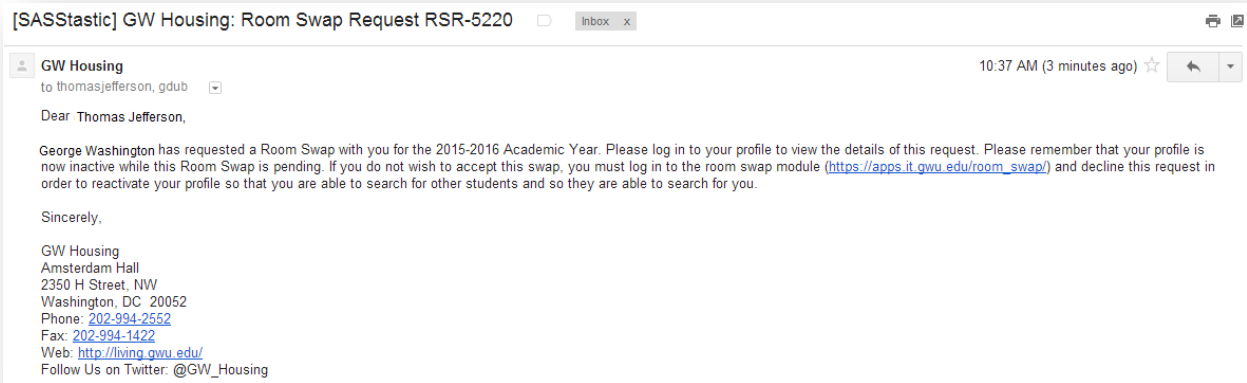 [SASStastic] GW Housing: Room Swap Request RSR-5220 Inbox x
GW Housing 10:37 AM (3 minutes ago)
to thomasjefferson, gdub
Dear Thomas Jefferson,
George Washington has requested a Room Swap with you for the 2015-2016 Academic Year. Please log in to your profile to view the details of this request. Please remember that your profile is
now inactive while this Room Swap is pending. If you do not wish to accept this swap, you must log in to the room swap module (https://apps.it.gwu.edu/room_swap/) and decline this request in
order to reactivate your profile so that you are able to search for other students and so they are able to search for you.
Sincerely,
GW Housing
Amsterdam Hall
2350 H Street, NW
Washington, DC 20052
Phone: 202-994-2552
Fax: 202-994-1422
Web: http://living.gwu.edu/
Follow Us on Twitter: @GW_Housing